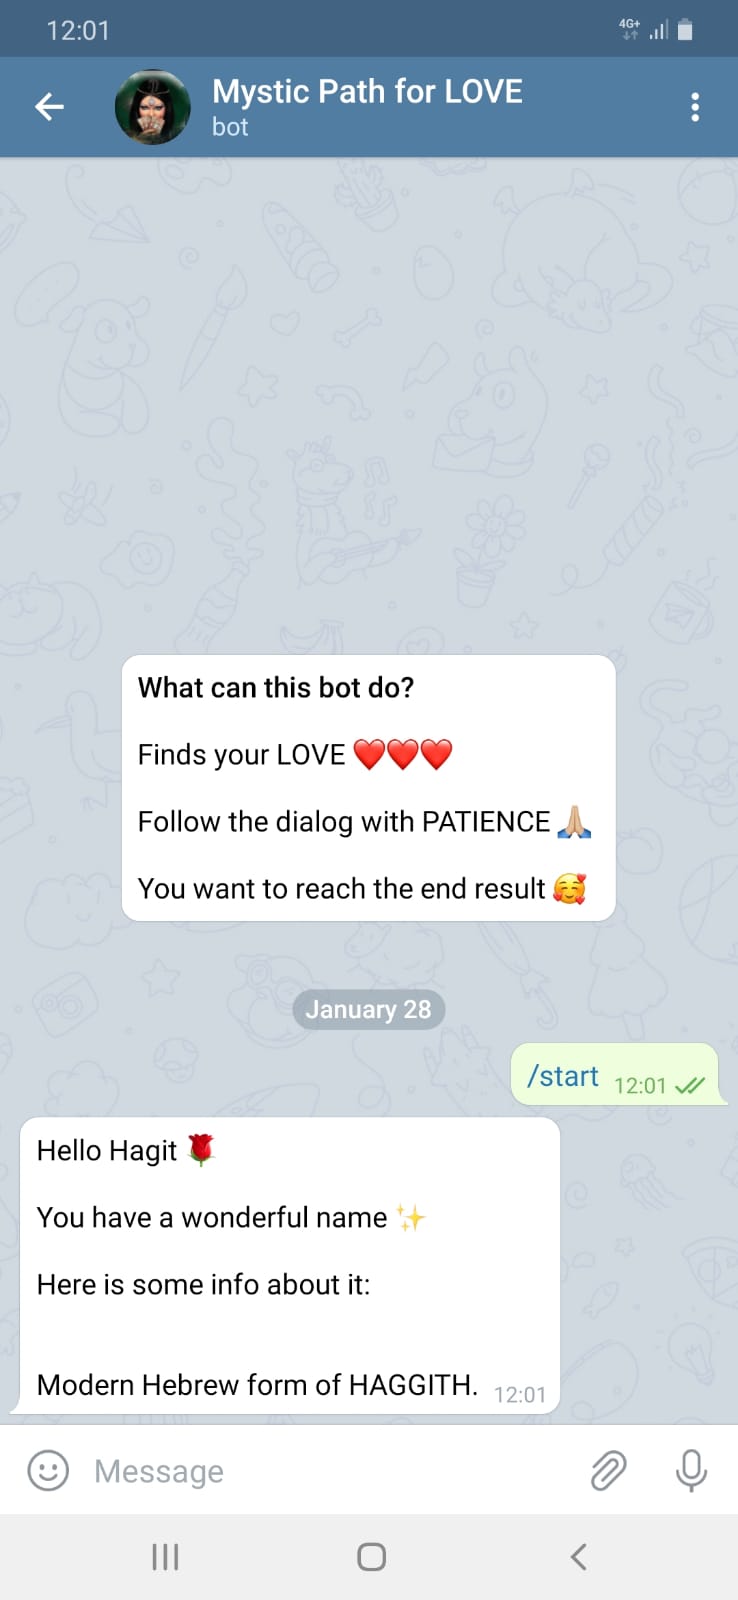 12:01
4G+
Mystic Path for LOVE
bot
What can this bot do?
Finds your LOVE ❤️❤️❤️
Follow the dialog with PATIENCE 🙏🏼
You want to reach the end result 🥰
January 28
/start 12:01
Hello Hagit 🌹
You have a wonderful name ✨
Here is some info about it:
Modern Hebrew form of HAGGITH. 12:01
Message